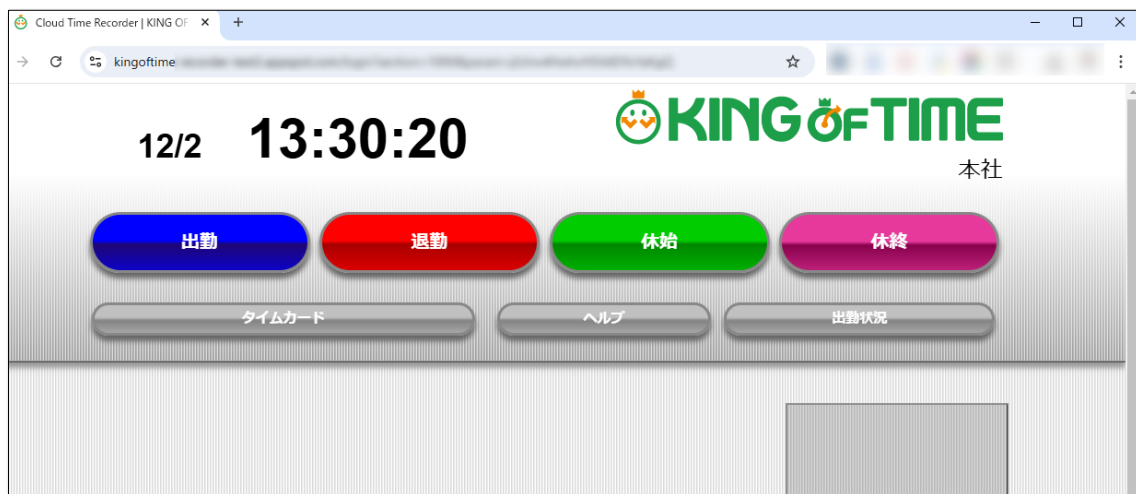 Cloud Time Recorder | KING OF
kingoftime
12/2
13:30:20
KING OF TIME
本社
出勤
退勤
休始
休終
タイムカード
ヘルプ
出勤状況